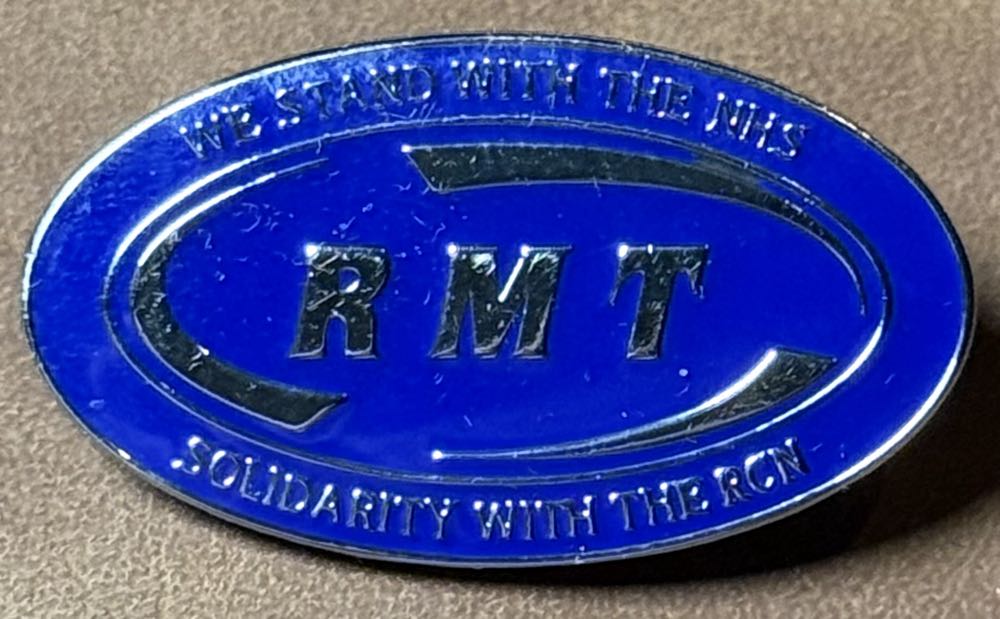 WE STAND WITH THE NHS
RMT
SOLIDARITY WITH THE RCN